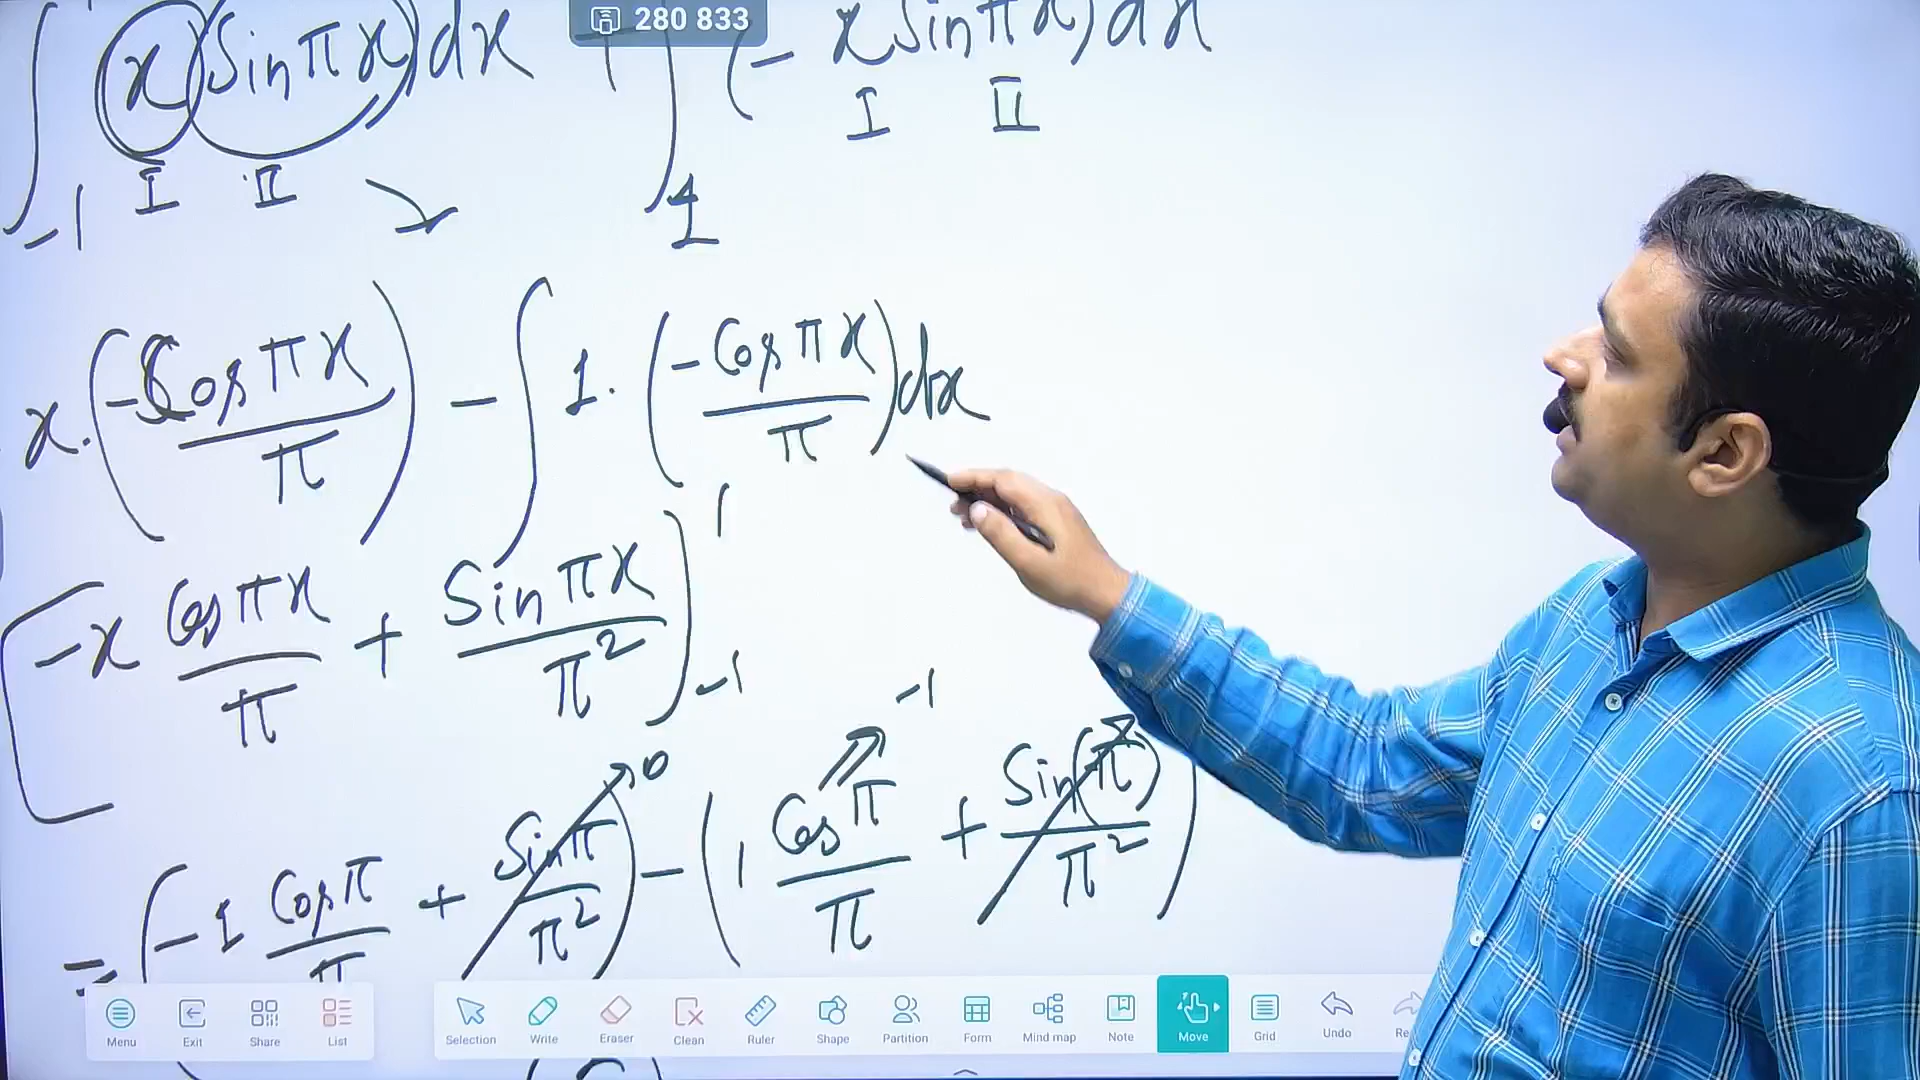 280 833
∫ (x)(Sin πx)dx + ∫ (- x Sin πx)dx
I II
-1 I II 1
x.(-Cos πx/π) - ∫ 1.(-Cos πx/π)dx
[-x Cos πx/π + Sin πx/π²]
1
-1
= (-1 Cos π/π + Sin π/π²) - (1 Cos π/π + Sin(π)/π²)
0
-1
Menu Exit Share List Selection Write Eraser Clean Ruler Shape Partition Form Mind map Note Move Grid Undo